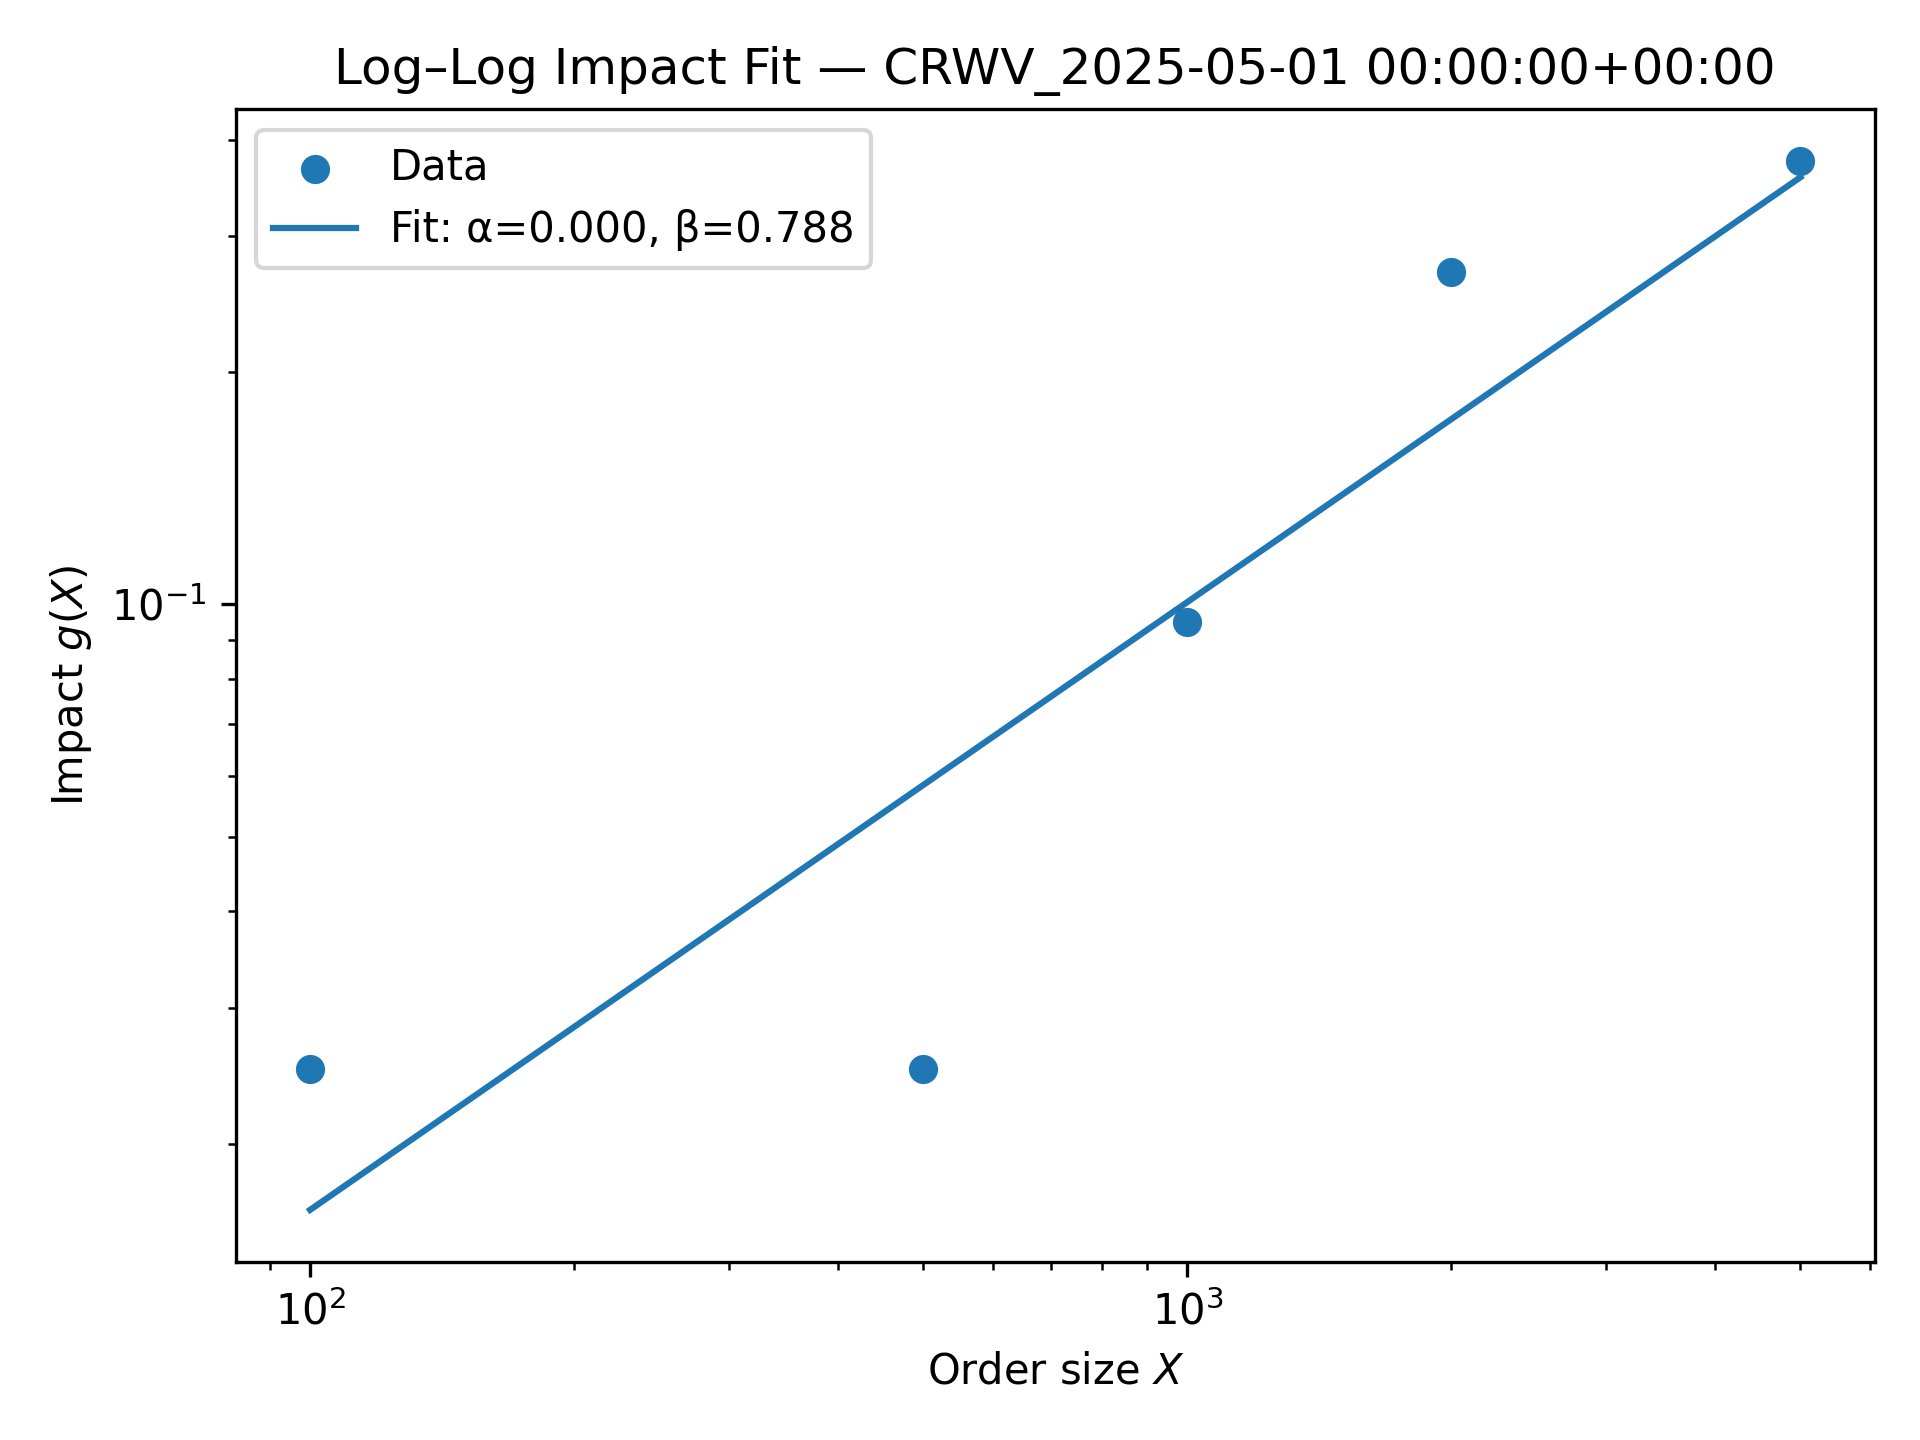 Log–Log Impact Fit — CRWV_2025-05-01 00:00:00+00:00
Data
Fit: α=0.000, β=0.788
Impact g(X)
10⁻¹
10² 10³
Order size X